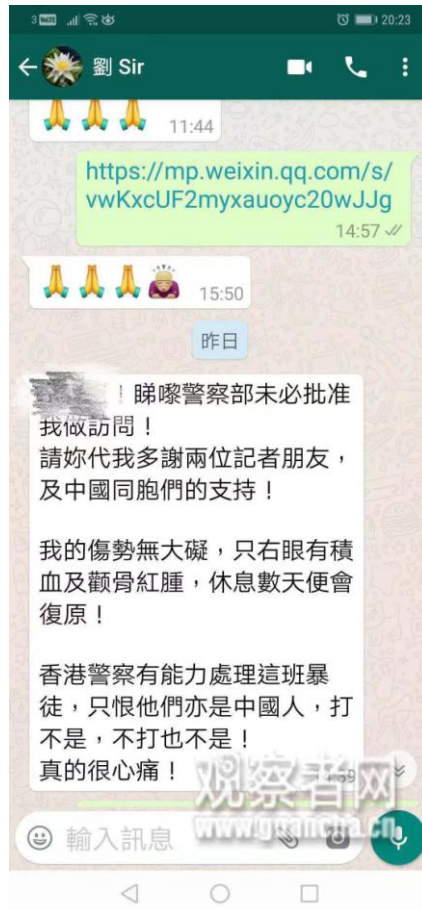 3 20:23
劉 Sir
11:44
https://mp.weixin.qq.com/s/
vwKxcUF2myxauoyc20wJJg
14:57
15:50
昨日
！睇嚟警察部未必批准
我做訪問！
請妳代我多謝兩位記者朋友，
及中國同胞們的支持！
我的傷勢無大礙，只右眼有積
血及顴骨紅腫，休息數天便會
復原！
香港警察有能力處理這班暴
徒，只恨他們亦是中國人，打
不是，不打也不是！
真的很心痛！
观察者网
www.guancha.cn
輸入訊息